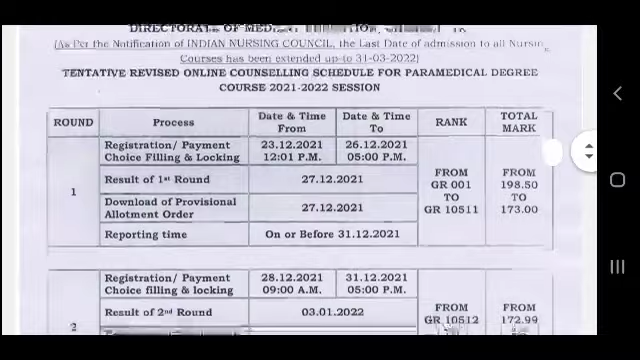 DIRECTORATE OF MEDICAL EDUCATION,
(As Per the Notification of INDIAN NURSING COUNCIL, the Last Date of admission to all Nursin
Courses has been extended up to 31-03-2022)
TENTATIVE REVISED ONLINE COUNSELLING SCHEDULE FOR PARAMEDICAL DEGREE
COURSE 2021-2022 SESSION
ROUND Process Date & Time From Date & Time To RANK TOTAL MARK
1 Registration/ Payment Choice Filling & Locking 23.12.2021 12:01 P.M. 26.12.2021 05:00 P.M. FROM GR 001 TO GR 10511 FROM 198.50 TO 173.00
Result of 1st Round 27.12.2021
Download of Provisional Allotment Order 27.12.2021
Reporting time On or Before 31.12.2021
2 Registration/ Payment Choice filling & locking 28.12.2021 09:00 A.M. 31.12.2021 05:00 P.M. FROM GR 10512 FROM 172.99
Result of 2nd Round 03.01.2022